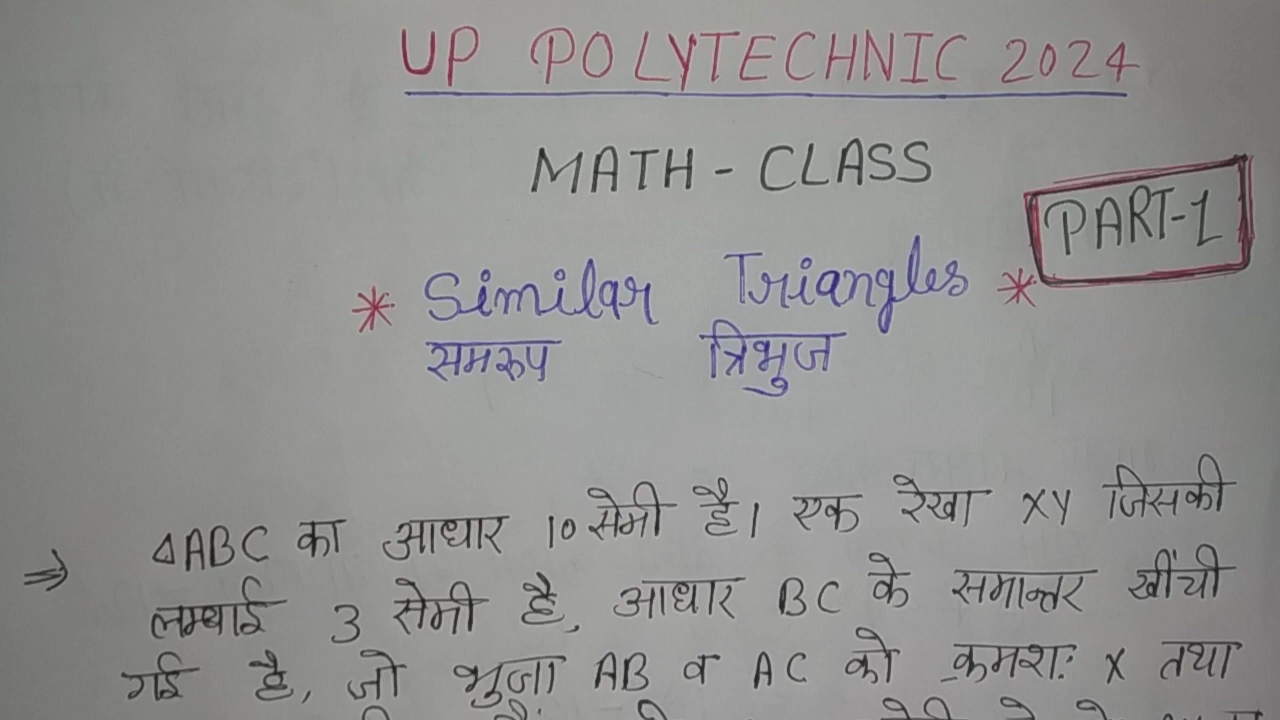 UP POLYTECHNIC 2024
MATH - CLASS
PART-1
* Similar Triangles *
समरुप त्रिभुज
⇒ ΔABC का आधार 10 सेमी है। एक रेखा XY जिसकी
लम्बाई 3 सेमी है, आधार BC के समान्तर खींची
गई है, जो भुजा AB व AC को क्रमशः X तथा